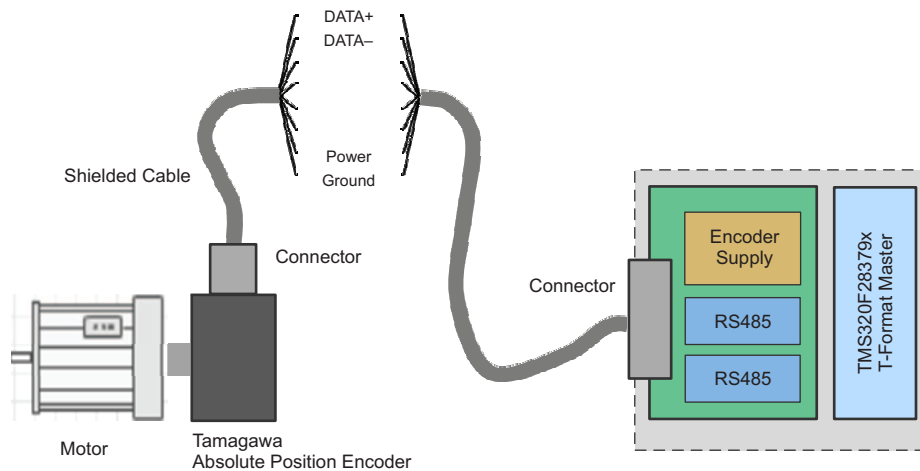 DATA+
DATA–
Power
Ground
Shielded Cable
Connector
Motor
Tamagawa
Absolute Position Encoder
Connector
Encoder
Supply
RS485
RS485
TMS320F28379x
T-Format Master